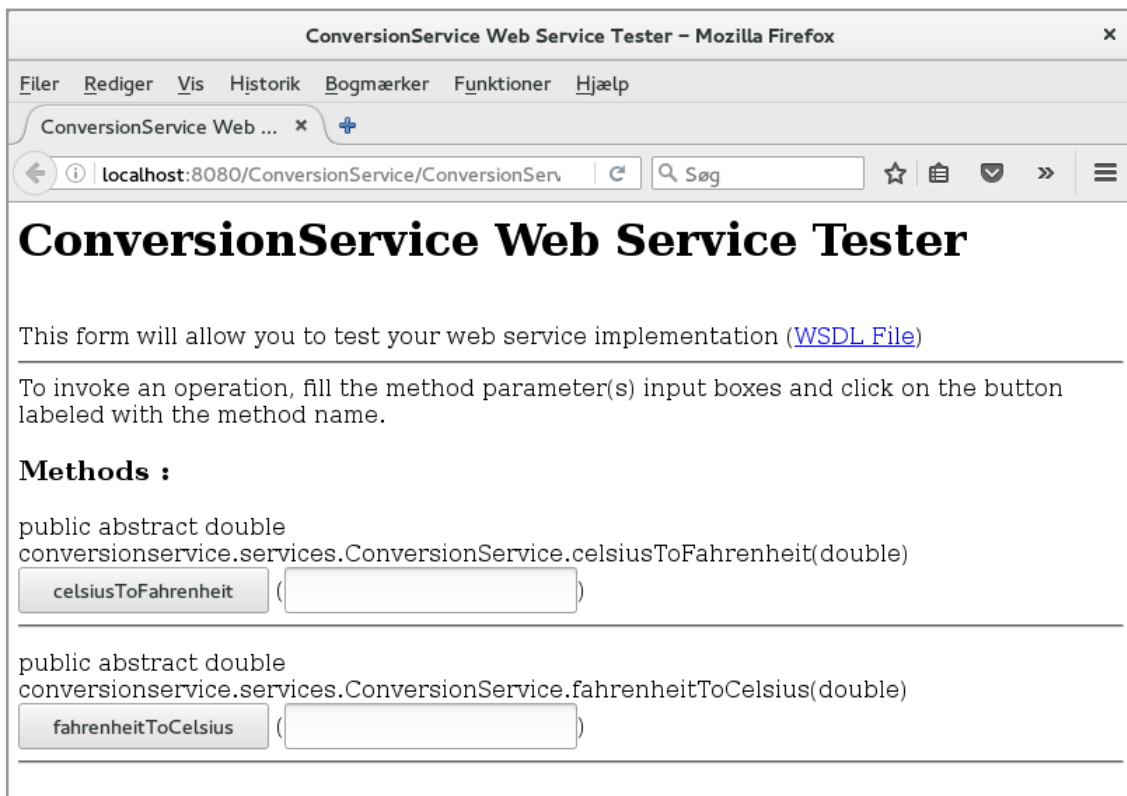 ConversionService Web Service Tester – Mozilla Firefox
Filer Rediger Vis Historik Bogmærker Funktioner Hjælp
ConversionService Web ...
localhost:8080/ConversionService/ConversionServ Søg
ConversionService Web Service Tester
This form will allow you to test your web service implementation (WSDL File)
To invoke an operation, fill the method parameter(s) input boxes and click on the button
labeled with the method name.
Methods :
public abstract double
conversionservice.services.ConversionService.celsiusToFahrenheit(double)
celsiusToFahrenheit ( )
public abstract double
conversionservice.services.ConversionService.fahrenheitToCelsius(double)
fahrenheitToCelsius ( )